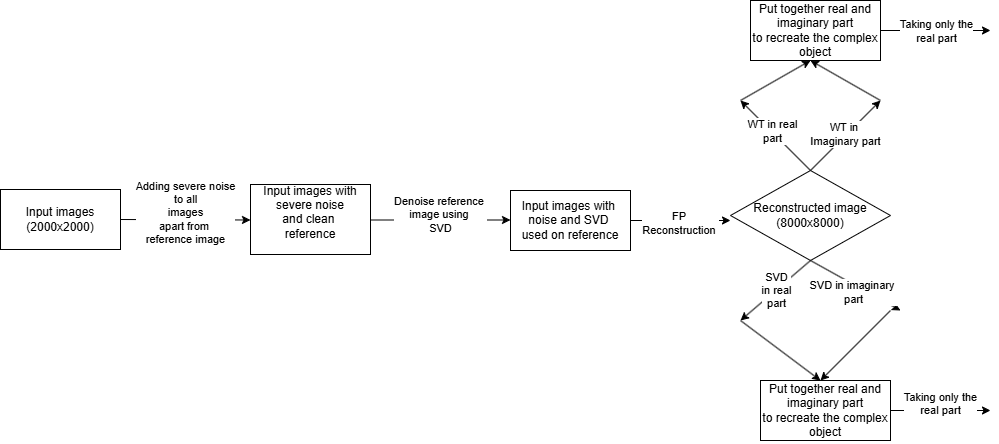 Put together real and
imaginary part
to recreate the complex
object
Taking only the
real part
WT in real
part
WT in
Imaginary part
Adding severe noise
to all
images
apart from
reference image
Input images
(2000x2000)
Input images with
severe noise
and clean
reference
Denoise reference
image using
SVD
Input images with
noise and SVD
used on reference
FP
Reconstruction
Reconstructed image
(8000x8000)
SVD
in real
part
SVD in imaginary
part
Put together real and
imaginary part
to recreate the complex
object
Taking only the
real part